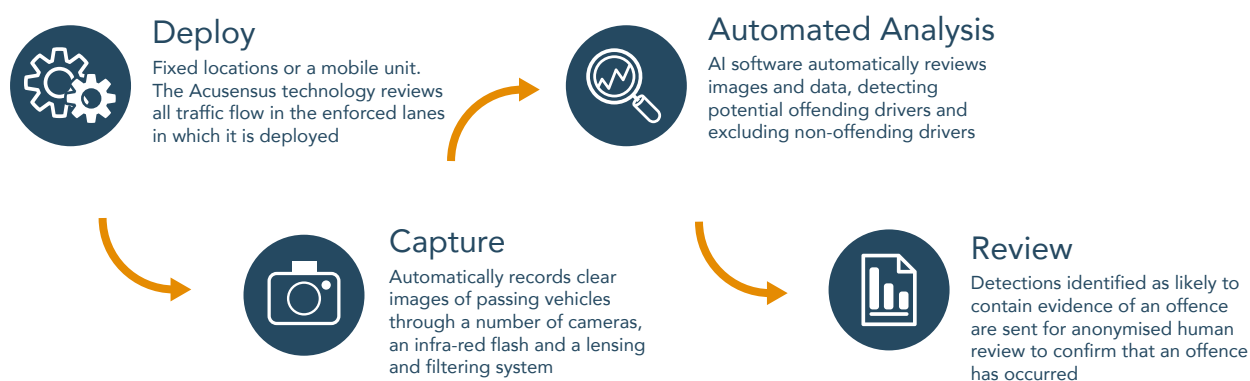 Deploy
Fixed locations or a mobile unit.
The Acusensus technology reviews
all traffic flow in the enforced lanes
in which it is deployed
Capture
Automatically records clear
images of passing vehicles
through a number of cameras,
an infra-red flash and a lensing
and filtering system
Automated Analysis
AI software automatically reviews
images and data, detecting
potential offending drivers and
excluding non-offending drivers
Review
Detections identified as likely to
contain evidence of an offence
are sent for anonymised human
review to confirm that an offence
has occurred